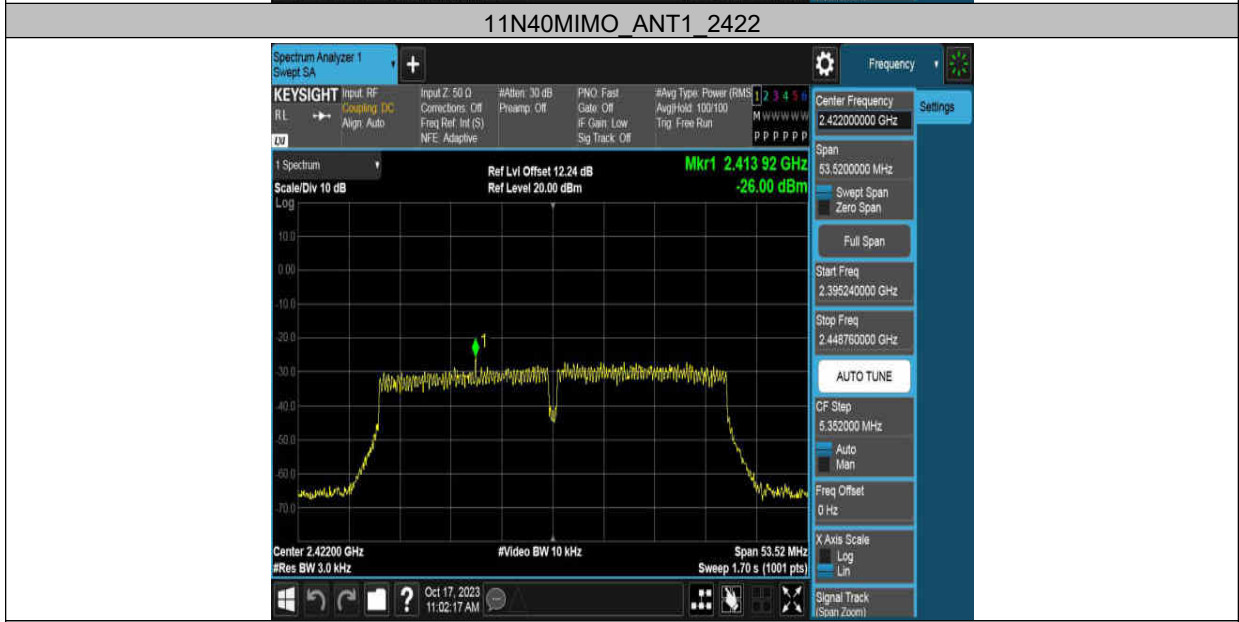 11N40MIMO_ANT1_2422
Spectrum Analyzer 1
Swept SA
+
Frequency
KEYSIGHT
RL
LXI
Input: RF
Coupling: DC
Align: Auto
Input Z: 50 Ω
Corrections: Off
Freq Ref: Int (S)
NFE: Adaptive
#Atten: 30 dB
Preamp: Off
PNO: Fast
Gate: Off
IF Gain: Low
Sig Track: Off
#Avg Type: Power (RMS
Avg|Hold: 100/100
Trig: Free Run
1 2 3 4 5 6
M W W W W W
P P P P P P
Center Frequency
2.422000000 GHz
Settings
1 Spectrum
Scale/Div 10 dB
Log
Ref Lvl Offset 12.24 dB
Ref Level 20.00 dBm
Mkr1 2.413 92 GHz
-26.00 dBm
Span
53.5200000 MHz
Swept Span
Zero Span
Full Span
Start Freq
2.395240000 GHz
Stop Freq
2.448760000 GHz
AUTO TUNE
CF Step
5.352000 MHz
Auto
Man
Freq Offset
0 Hz
X Axis Scale
Log
Lin
Signal Track
(Span Zoom)
10.0
0.00
-10.0
-20.0
-30.0
-40.0
-50.0
-60.0
-70.0
1
Center 2.42200 GHz
#Res BW 3.0 kHz
#Video BW 10 kHz
Span 53.52 MHz
Sweep 1.70 s (1001 pts)
?
Oct 17, 2023
11:02:17 AM